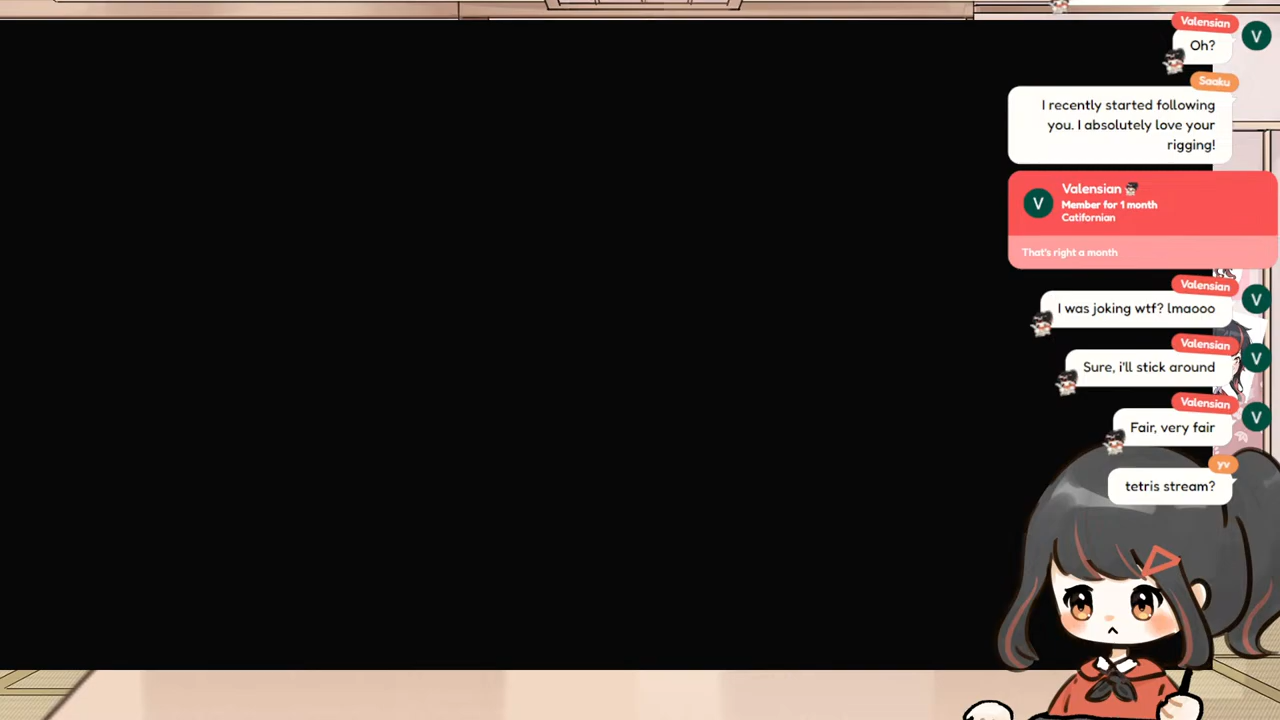 Valensian
V
Oh?
Saaku
I recently started following
you. I absolutely love your
rigging!
V
Valensian
Member for 1 month
Catifornian
That's right a month
Valensian
V
I was joking wtf? lmaooo
Valensian
V
Sure, i'll stick around
Valensian
V
Fair, very fair
yv
tetris stream?